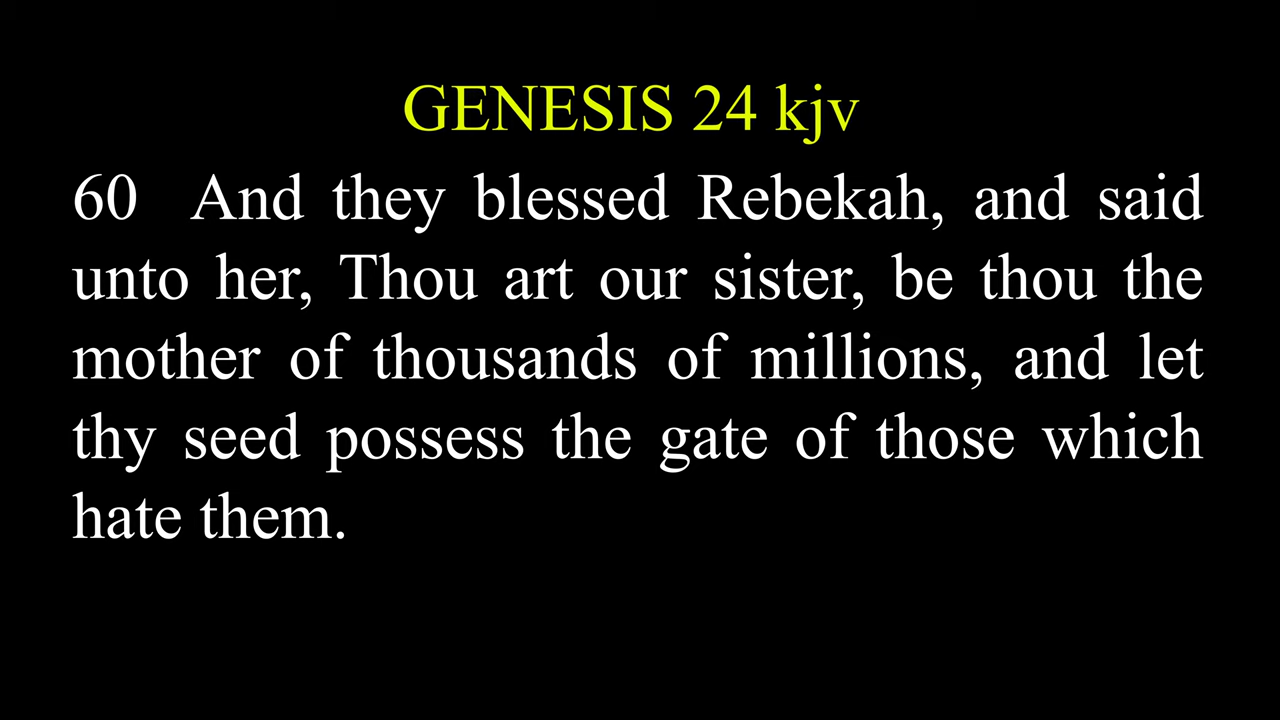 GENESIS 24 kjv
60 And they blessed Rebekah, and said
unto her, Thou art our sister, be thou the
mother of thousands of millions, and let
thy seed possess the gate of those which
hate them.